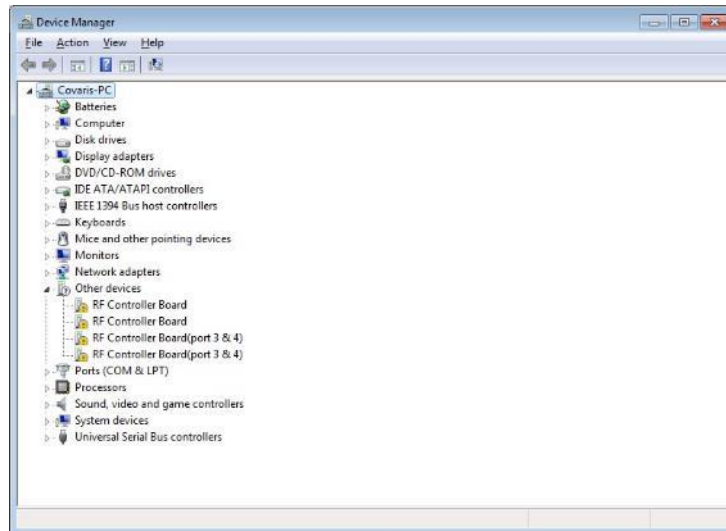 Device Manager
File Action View Help
Covaris-PC
Batteries
Computer
Disk drives
Display adapters
DVD/CD-ROM drives
IDE ATA/ATAPI controllers
IEEE 1394 Bus host controllers
Keyboards
Mice and other pointing devices
Monitors
Network adapters
Other devices
RF Controller Board
RF Controller Board
RF Controller Board(port 3 & 4)
RF Controller Board(port 3 & 4)
Ports (COM & LPT)
Processors
Sound, video and game controllers
System devices
Universal Serial Bus controllers